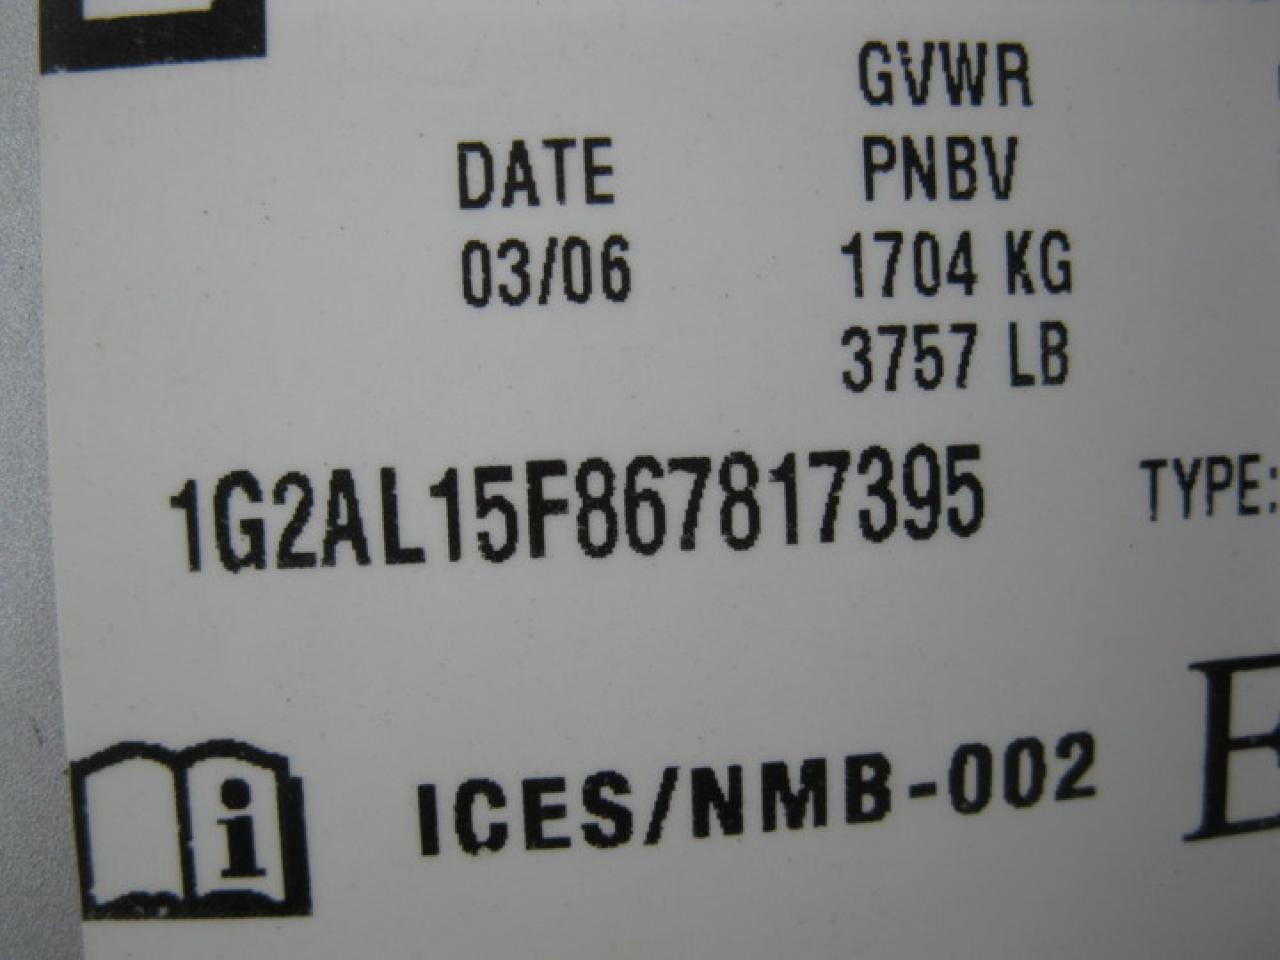 GVWR
DATE PNBV
03/06 1704 KG
3757 LB
1G2AL15F867817395 TYPE:
ICES/NMB-002
i